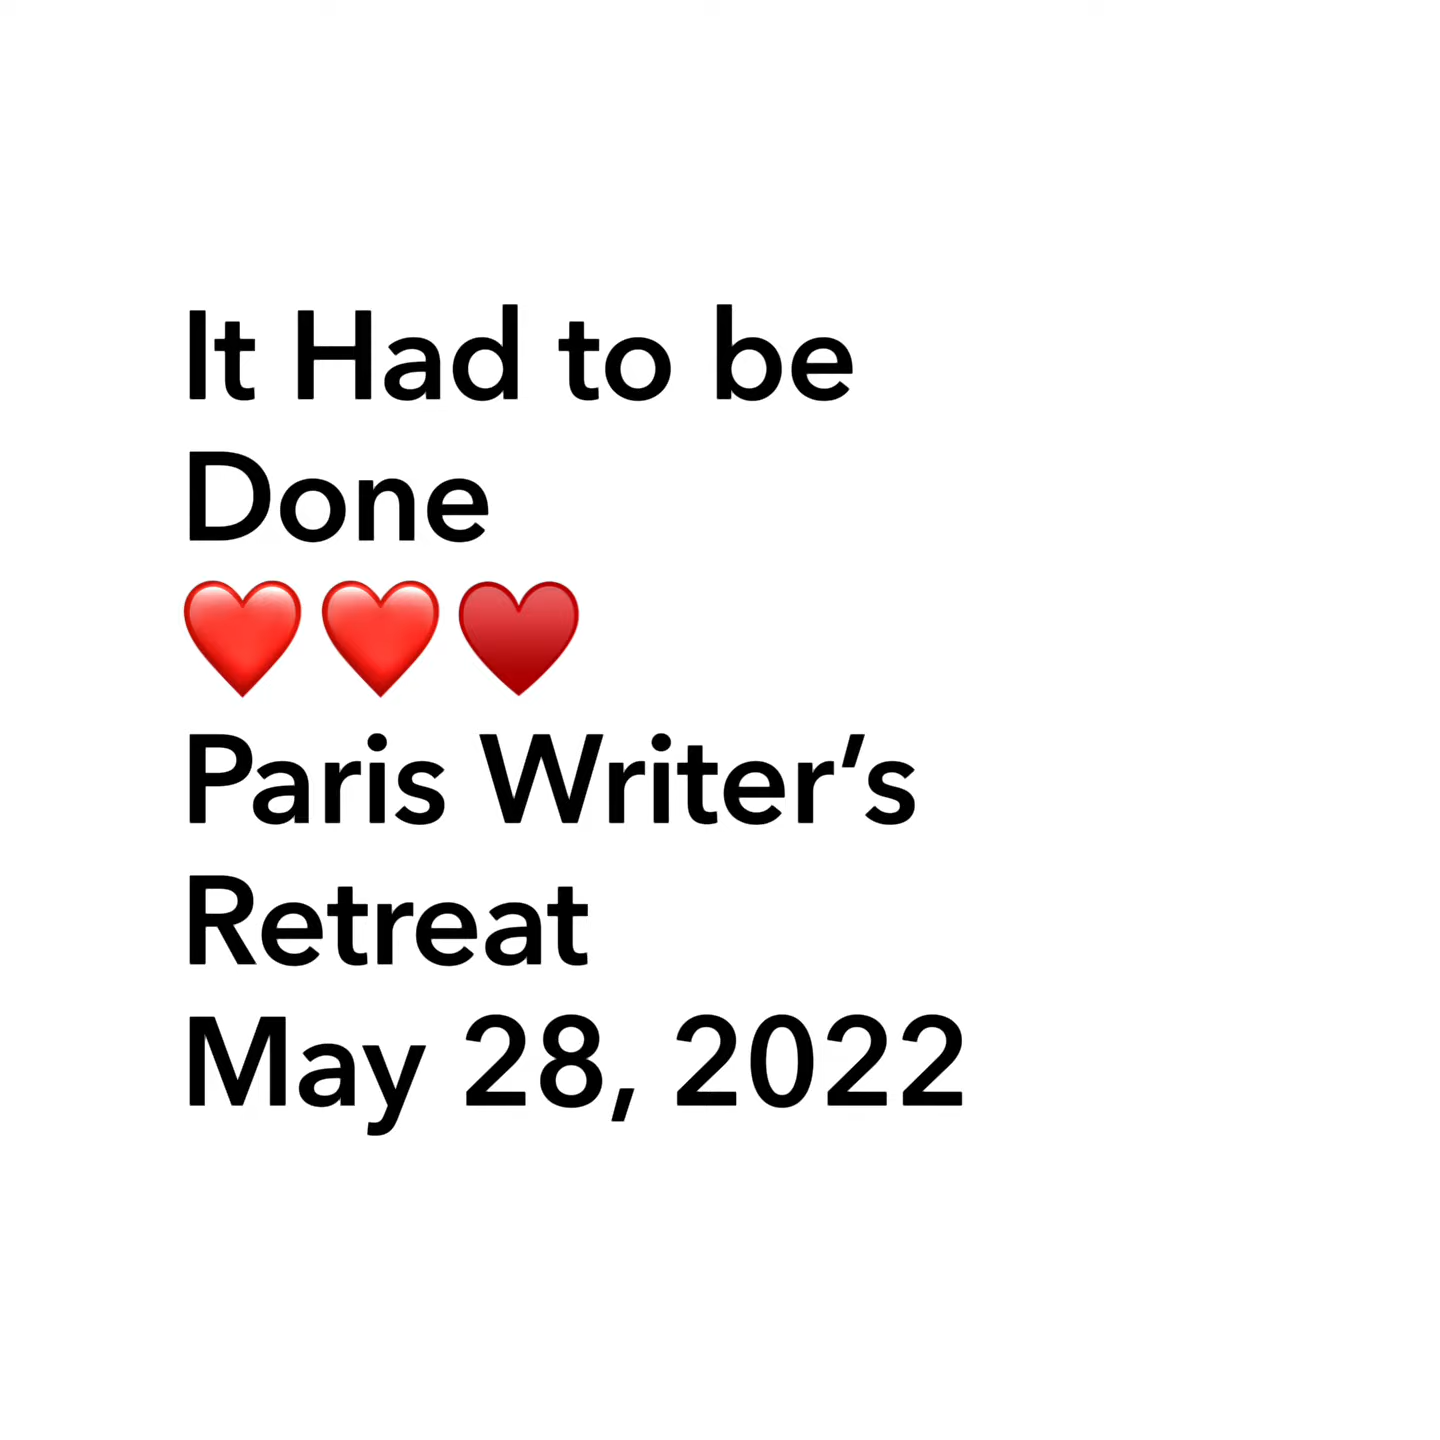 It Had to be
Done
❤️❤️♥️
Paris Writer’s
Retreat
May 28, 2022